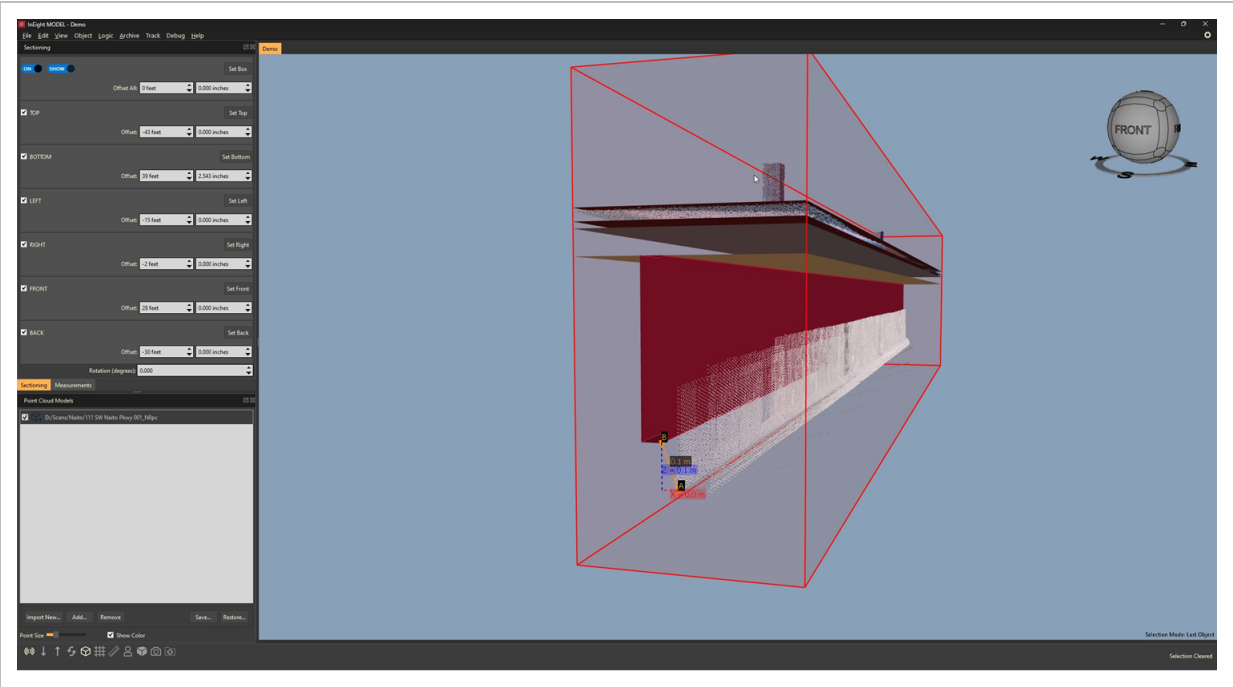 InEight MODEL - Demo
File Edit View Object Logic Archive Track Debug Help
Sectioning
Demo
ON SHOW Set Box
Offset All: 0 feet 0.000 inches
TOP Set Top
Offset: -43 feet 0.000 inches
BOTTOM Set Bottom
Offset: 39 feet 2.543 inches
LEFT Set Left
Offset: -15 feet 0.000 inches
RIGHT Set Right
Offset: -2 feet 0.000 inches
FRONT Set Front
Offset: 28 feet 0.000 inches
BACK Set Back
Offset: -30 feet 0.000 inches
Rotation (degrees): 0.000
Sectioning Measurements
Point Cloud Models
D:/Scans/Naito/111 SW Naito Pkwy 001_N8pc
Import New... Add... Remove Save... Restore...
Point Size Show Color
FRONT
S
B
0.1 m
Z = 0.1 m
A
X = 0.0 m
Selection Mode: Last Object
Selection Cleared